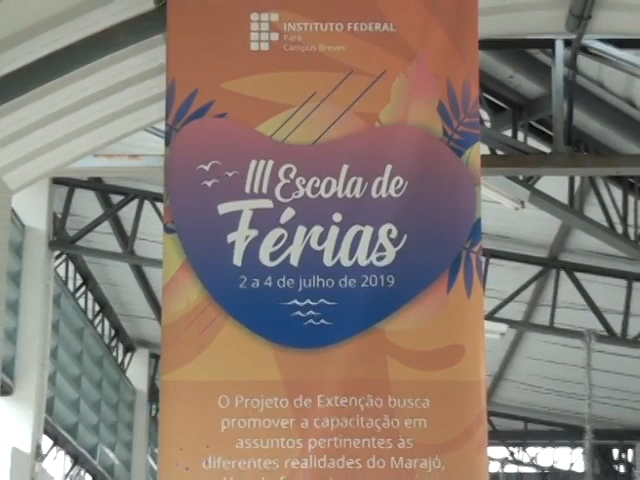 INSTITUTO FEDERAL
Pará
Campus Breves
III Escola de
Férias
2 a 4 de julho de 2019
O Projeto de Extenção busca
promover a capacitação em
assuntos pertinentes às
diferentes realidades do Marajó,